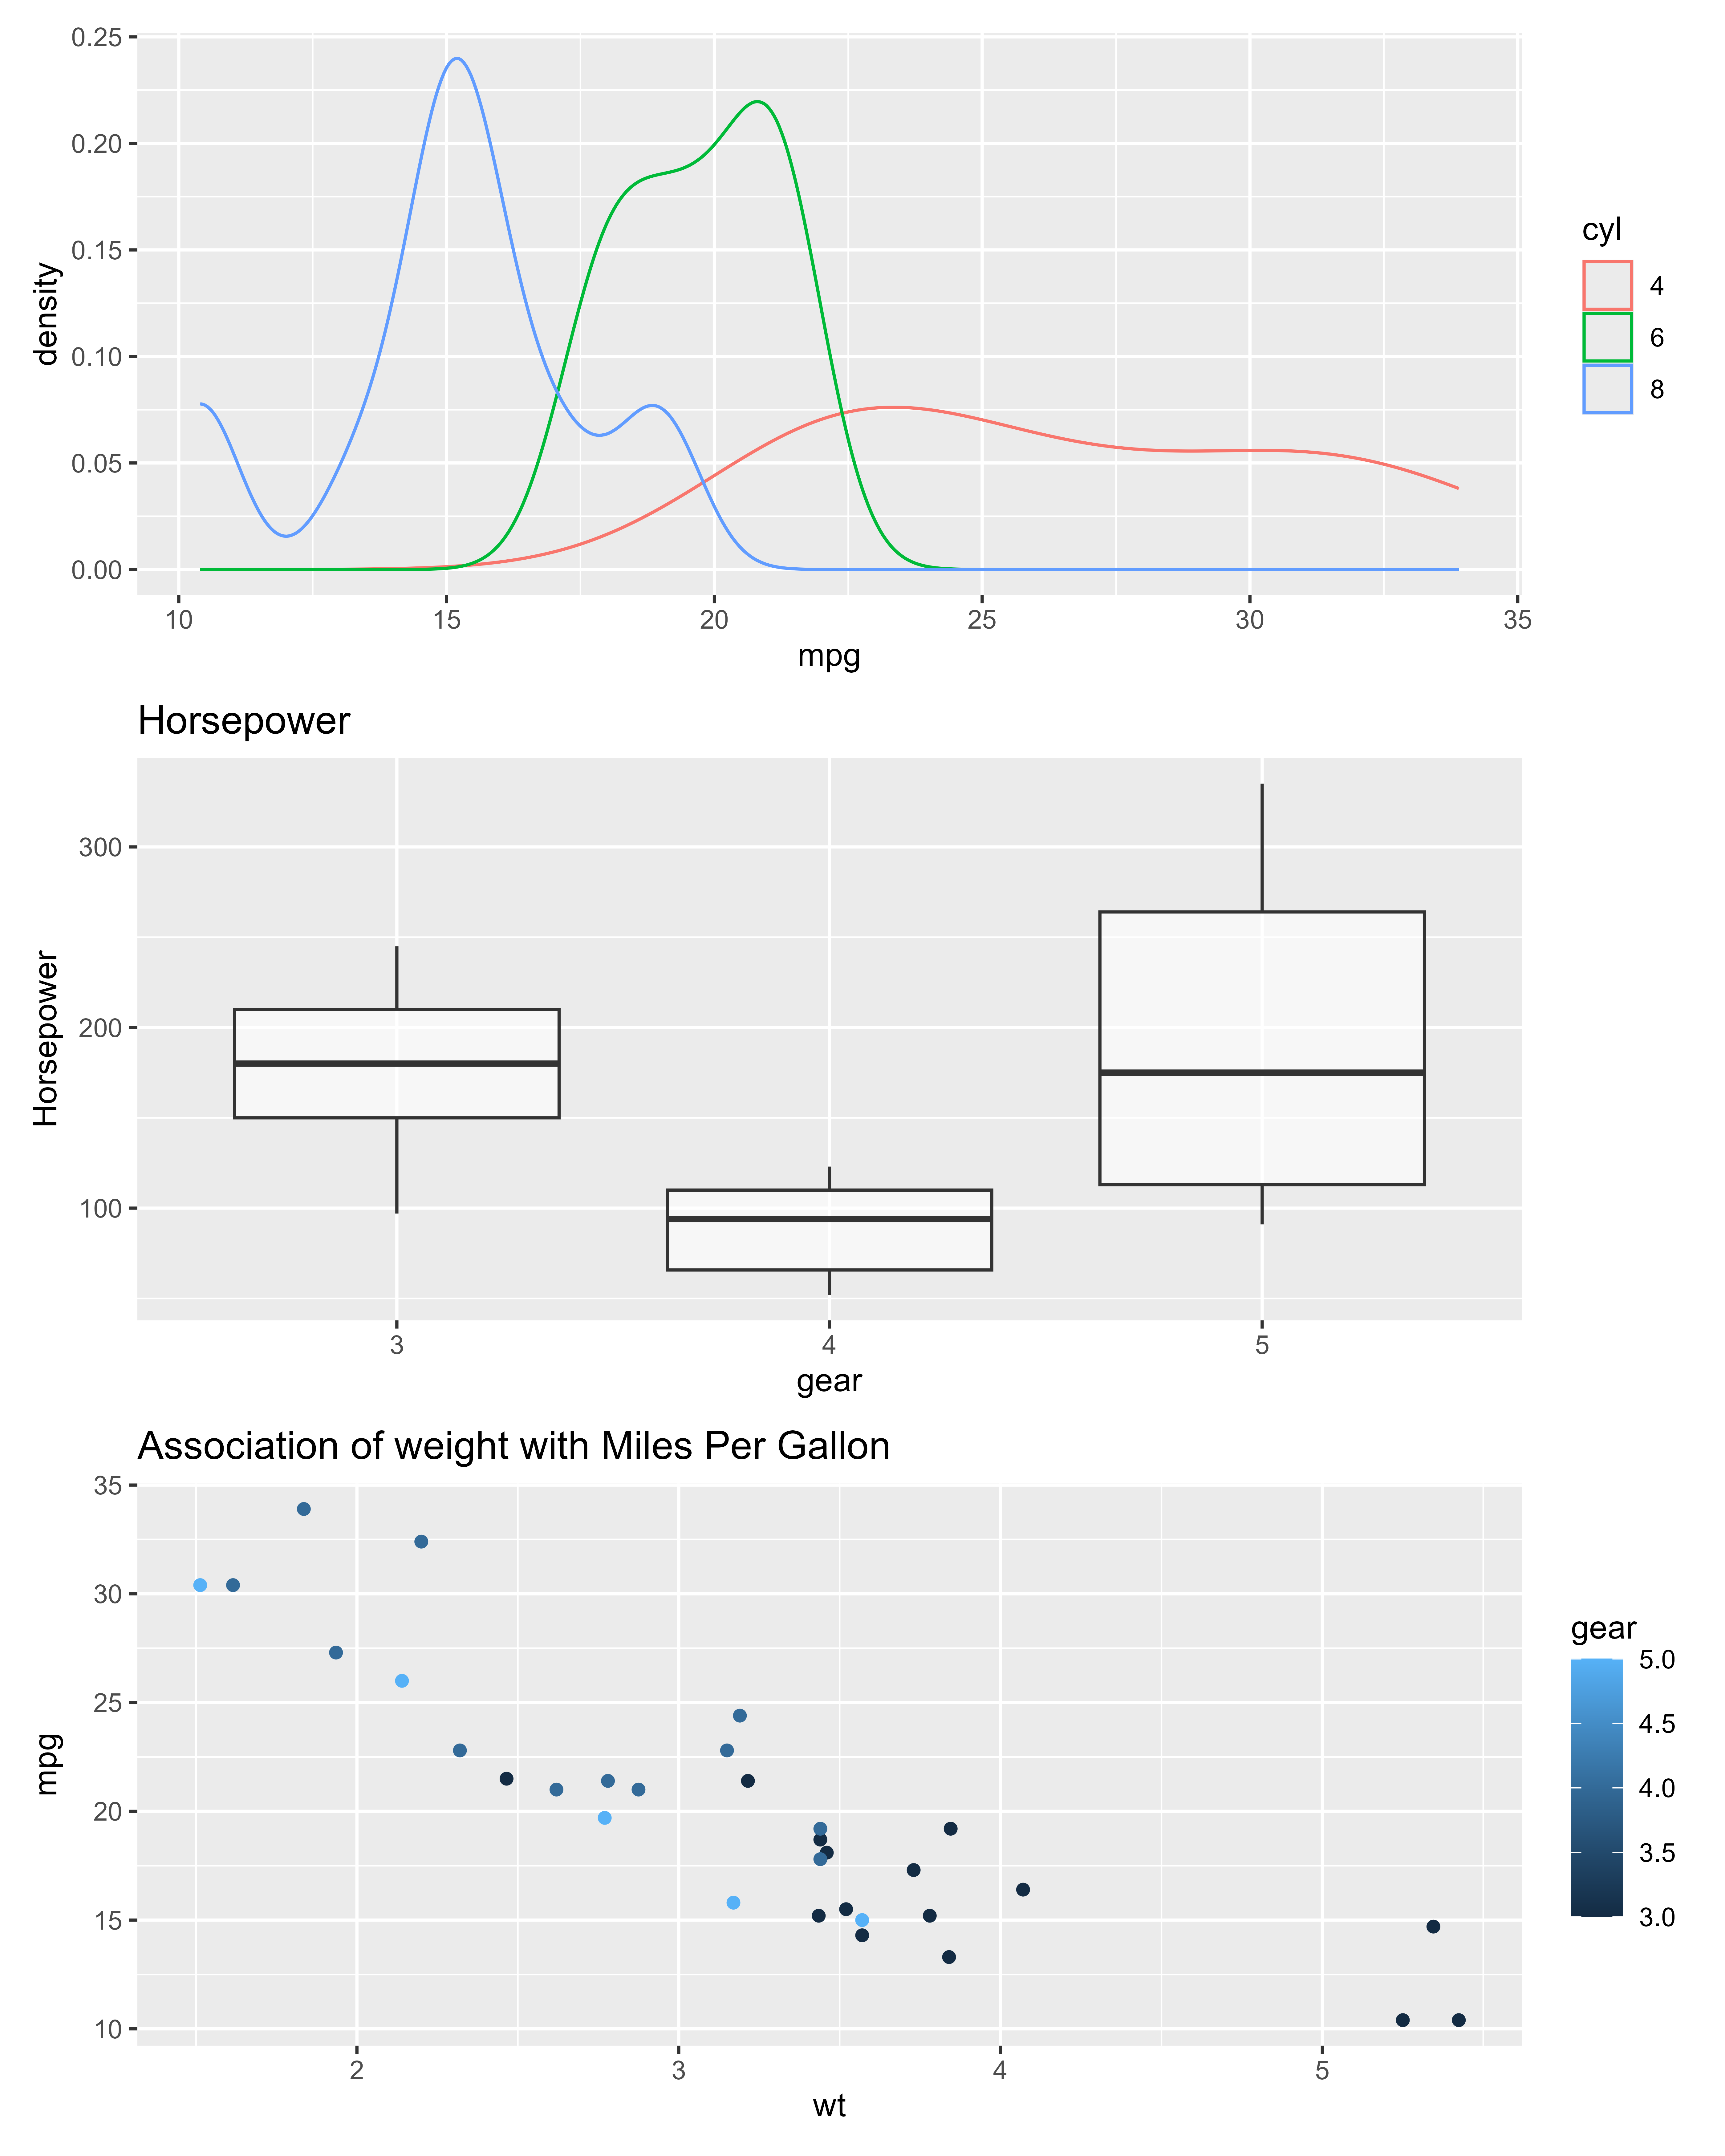 0.25
0.20
0.15
0.10
0.05
0.00
density
10 15 20 25 30 35
mpg
cyl
4
6
8
Horsepower
300
200
100
Horsepower
3 4 5
gear
Association of weight with Miles Per Gallon
35
30
25
20
15
10
mpg
2 3 4 5
wt
gear
5.0
4.5
4.0
3.5
3.0